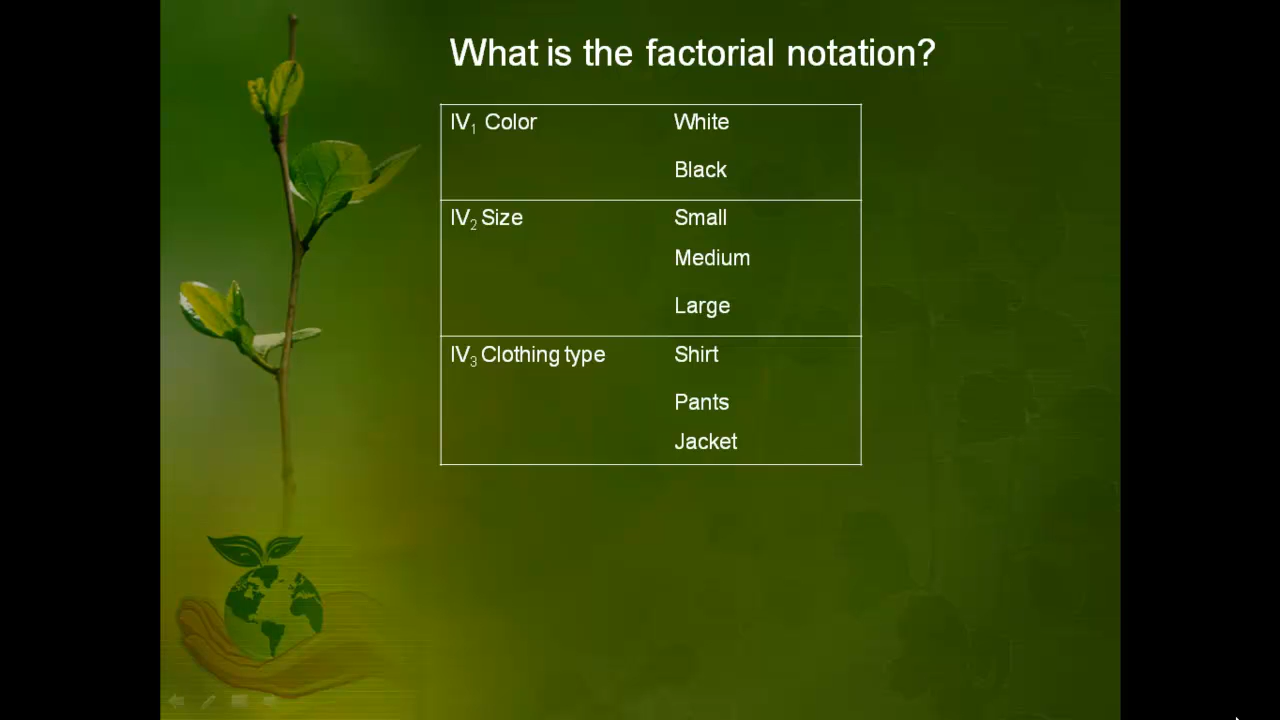 What is the factorial notation?
IV1 Color White
Black
IV2 Size Small
Medium
Large
IV3 Clothing type Shirt
Pants
Jacket